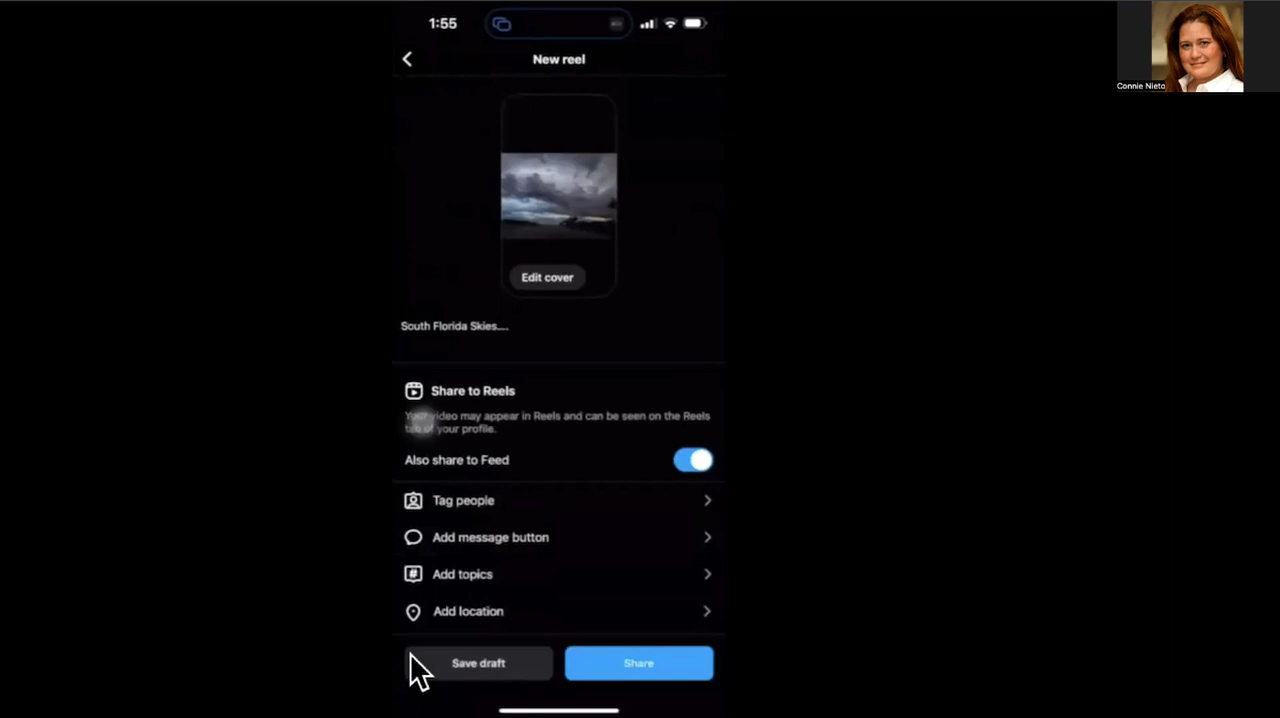 1:55
New reel
Connie Nieto
Edit cover
South Florida Skies....
Share to Reels
Your video may appear in Reels and can be seen on the Reels
tab of your profile.
Also share to Feed
Tag people
Add message button
Add topics
Add location
Save draft
Share